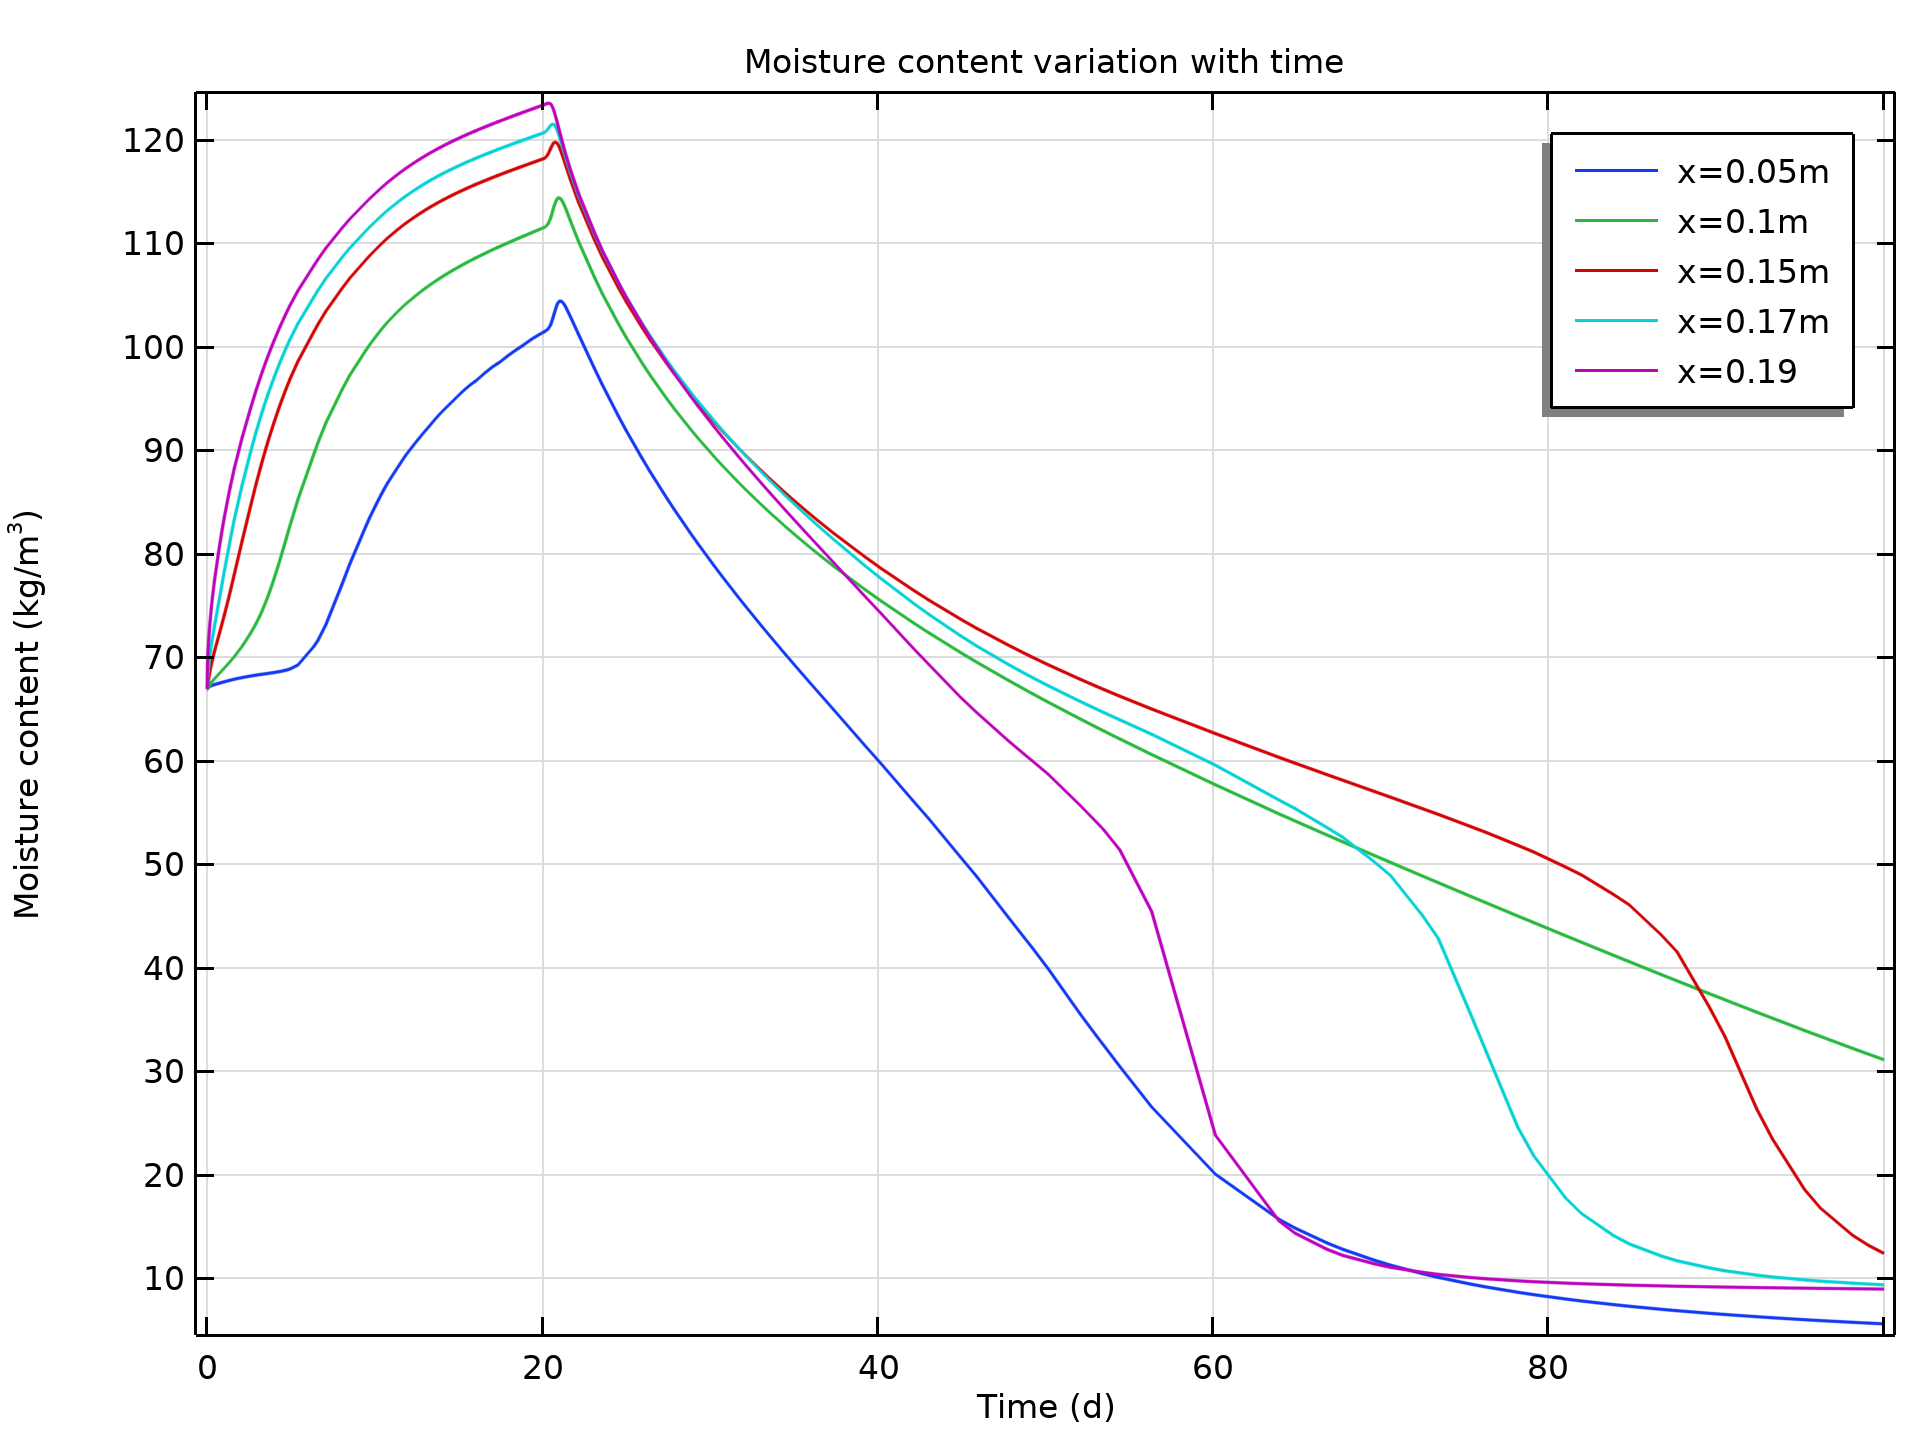 Moisture content variation with time
Moisture content (kg/m³)
120
110
100
90
80
70
60
50
40
30
20
10
x=0.05m
x=0.1m
x=0.15m
x=0.17m
x=0.19
0 20 40 60 80
Time (d)